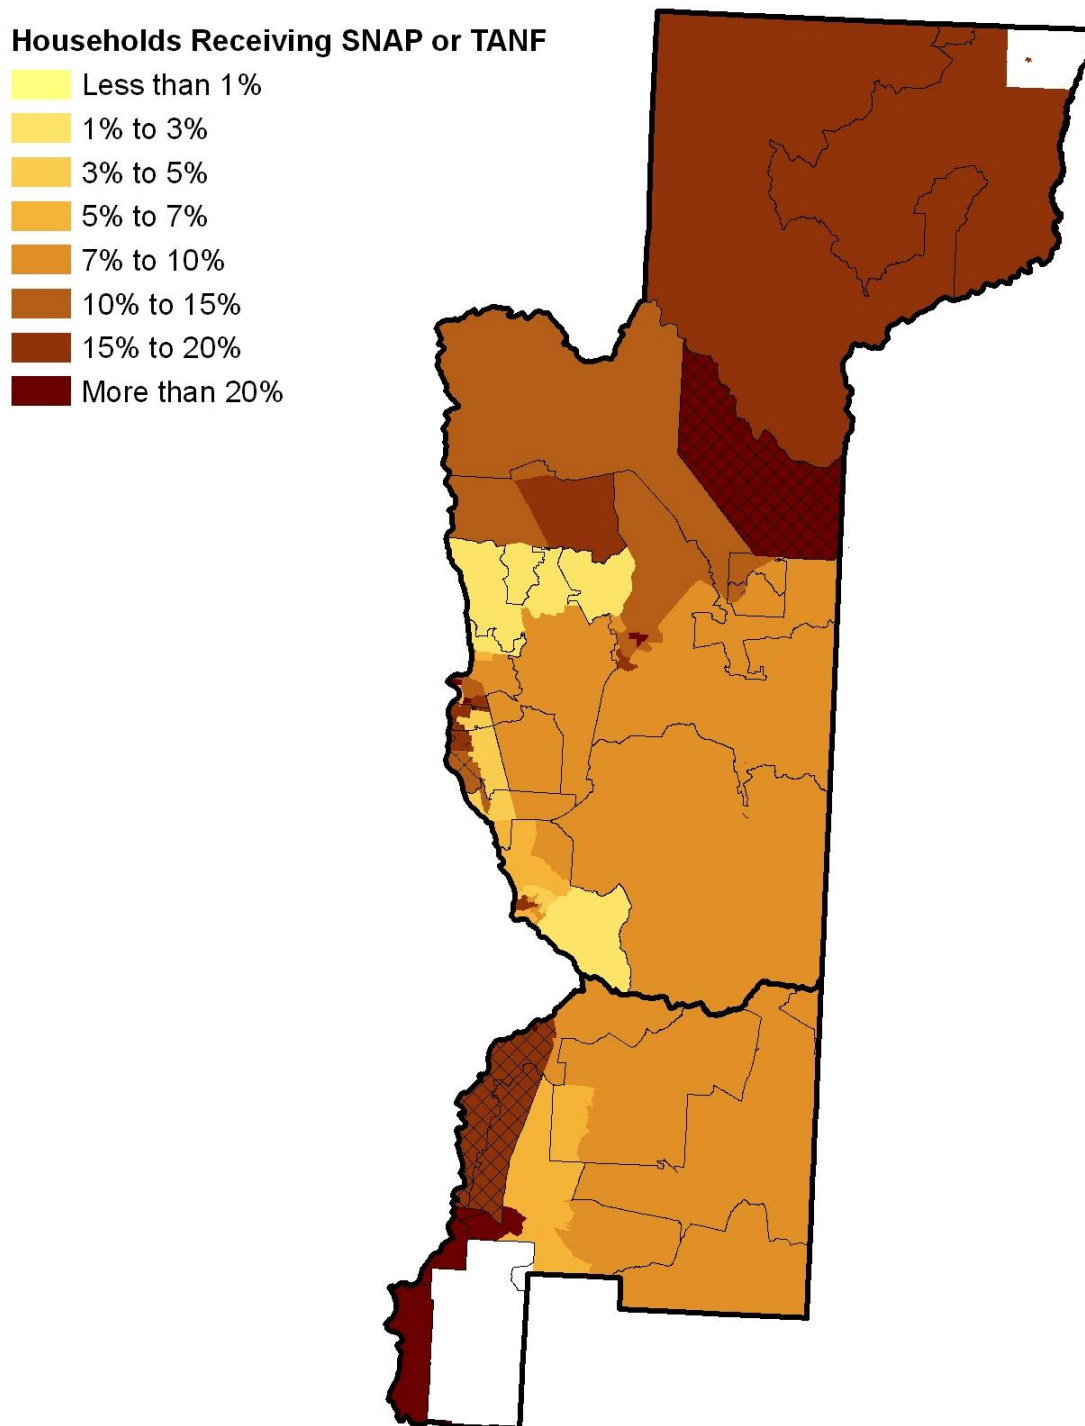 Households Receiving SNAP or TANF
Less than 1%
1% to 3%
3% to 5%
5% to 7%
7% to 10%
10% to 15%
15% to 20%
More than 20%